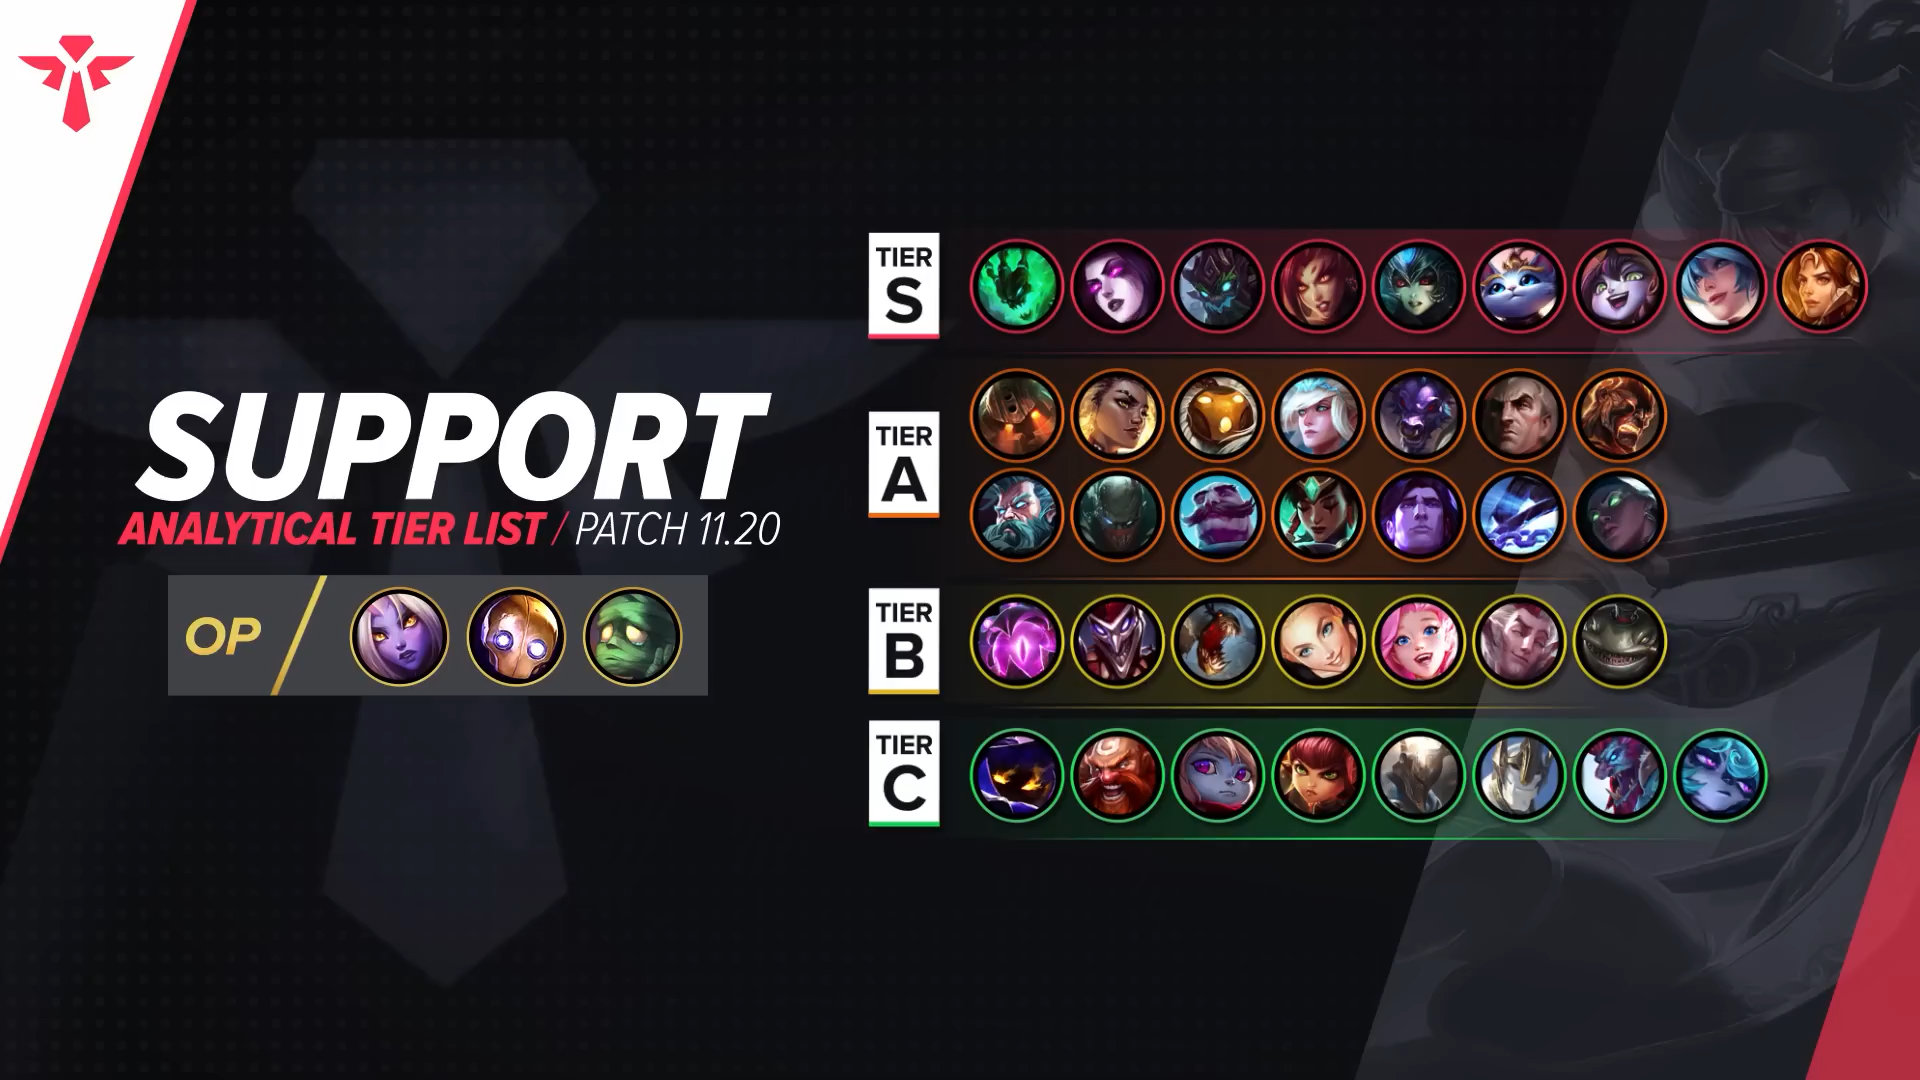 SUPPORT
ANALYTICAL TIER LIST / PATCH 11.20
OP
TIER
S
TIER
A
TIER
B
TIER
C